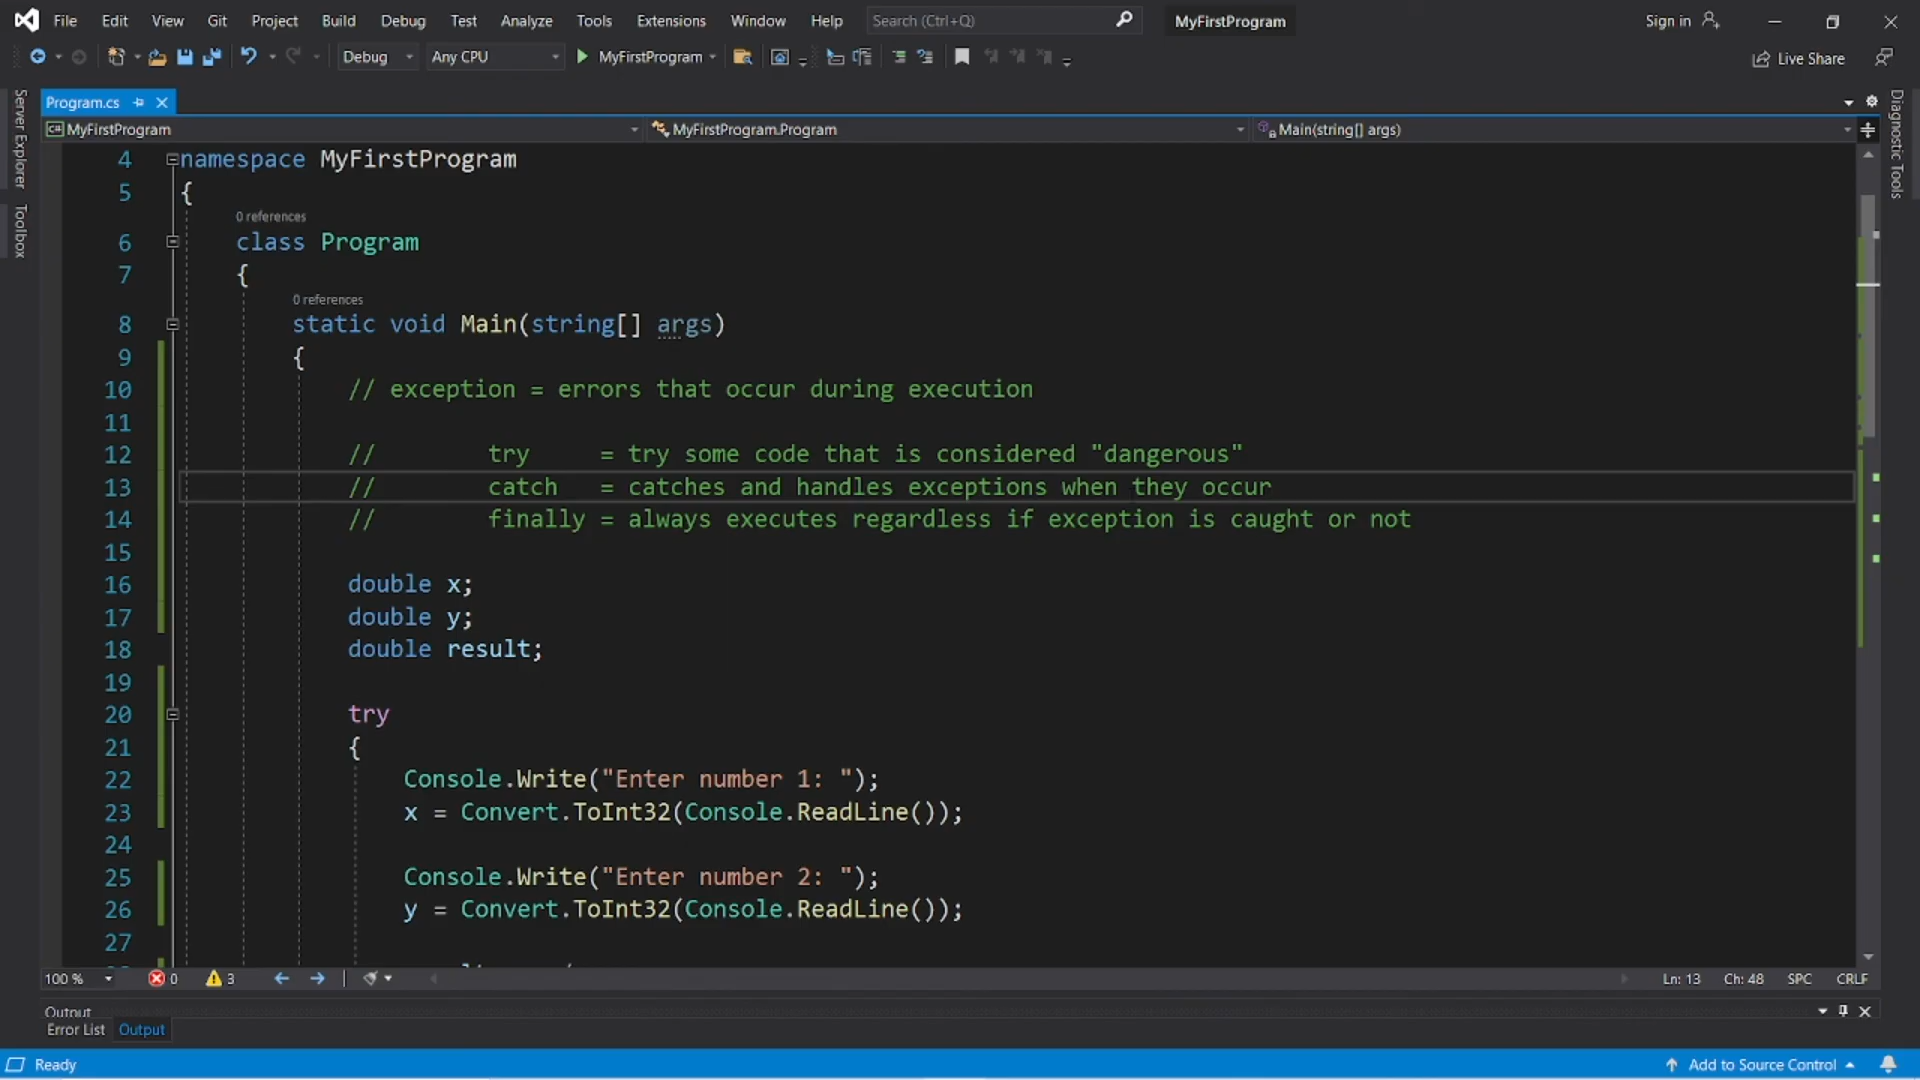 File Edit View Git Project Build Debug Test Analyze Tools Extensions Window Help Search (Ctrl+Q) MyFirstProgram Sign in
Debug Any CPU MyFirstProgram Live Share
Server Explorer
Toolbox
Diagnostic Tools
Program.cs
C# MyFirstProgram MyFirstProgram.Program Main(string[] args)
4 namespace MyFirstProgram
5 {
0 references
6 class Program
7 {
0 references
8 static void Main(string[] args)
9 {
10 // exception = errors that occur during execution
11
12 // try = try some code that is considered "dangerous"
13 // catch = catches and handles exceptions when they occur
14 // finally = always executes regardless if exception is caught or not
15
16 double x;
17 double y;
18 double result;
19
20 try
21 {
22 Console.Write("Enter number 1: ");
23 x = Convert.ToInt32(Console.ReadLine());
24
25 Console.Write("Enter number 2: ");
26 y = Convert.ToInt32(Console.ReadLine());
27
100 % 0 3 Ln: 13 Ch: 48 SPC CRLF
Output
Error List Output
Ready Add to Source Control